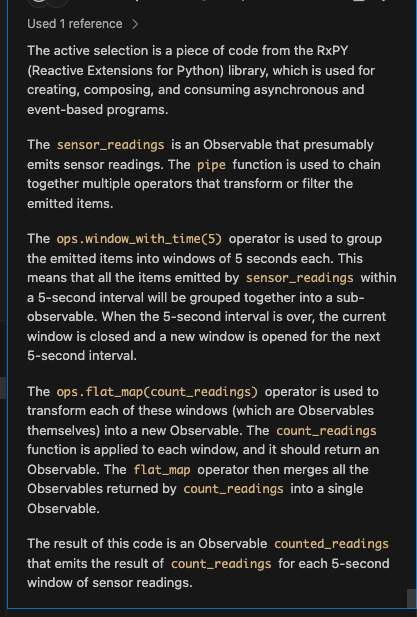 Used 1 reference
The active selection is a piece of code from the RxPY
(Reactive Extensions for Python) library, which is used for
creating, composing, and consuming asynchronous and
event-based programs.
The sensor_readings is an Observable that presumably
emits sensor readings. The pipe function is used to chain
together multiple operators that transform or filter the
emitted items.
The ops.window_with_time(5) operator is used to group
the emitted items into windows of 5 seconds each. This
means that all the items emitted by sensor_readings within
a 5-second interval will be grouped together into a sub-
observable. When the 5-second interval is over, the current
window is closed and a new window is opened for the next
5-second interval.
The ops.flat_map(count_readings) operator is used to
transform each of these windows (which are Observables
themselves) into a new Observable. The count_readings
function is applied to each window, and it should return an
Observable. The flat_map operator then merges all the
Observables returned by count_readings into a single
Observable.
The result of this code is an Observable counted_readings
that emits the result of count_readings for each 5-second
window of sensor readings.